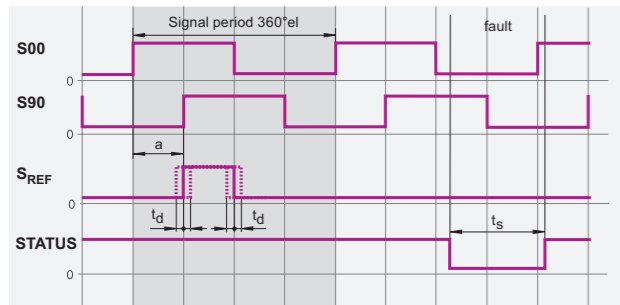 Signal period 360°el
fault
S00
0
S90
0
a
SREF
0
td
td
ts
STATUS
0